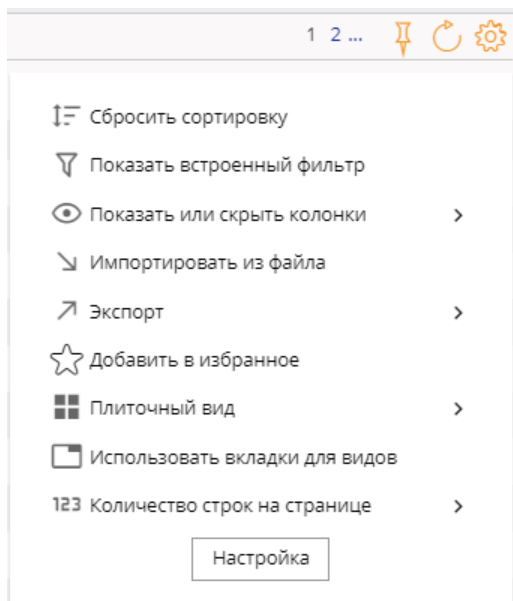 1 2 ...
Сбросить сортировку
Показать встроенный фильтр
Показать или скрыть колонки
Импортировать из файла
Экспорт
Добавить в избранное
Плиточный вид
Использовать вкладки для видов
123 Количество строк на странице
Настройка